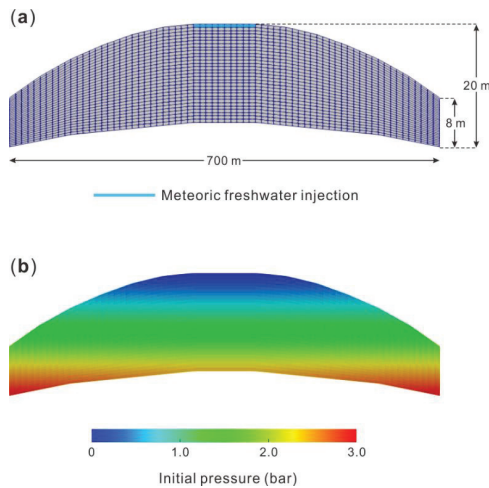 (a)
20 m
8 m
700 m
Meteoric freshwater injection
(b)
0 1.0 2.0 3.0
Initial pressure (bar)